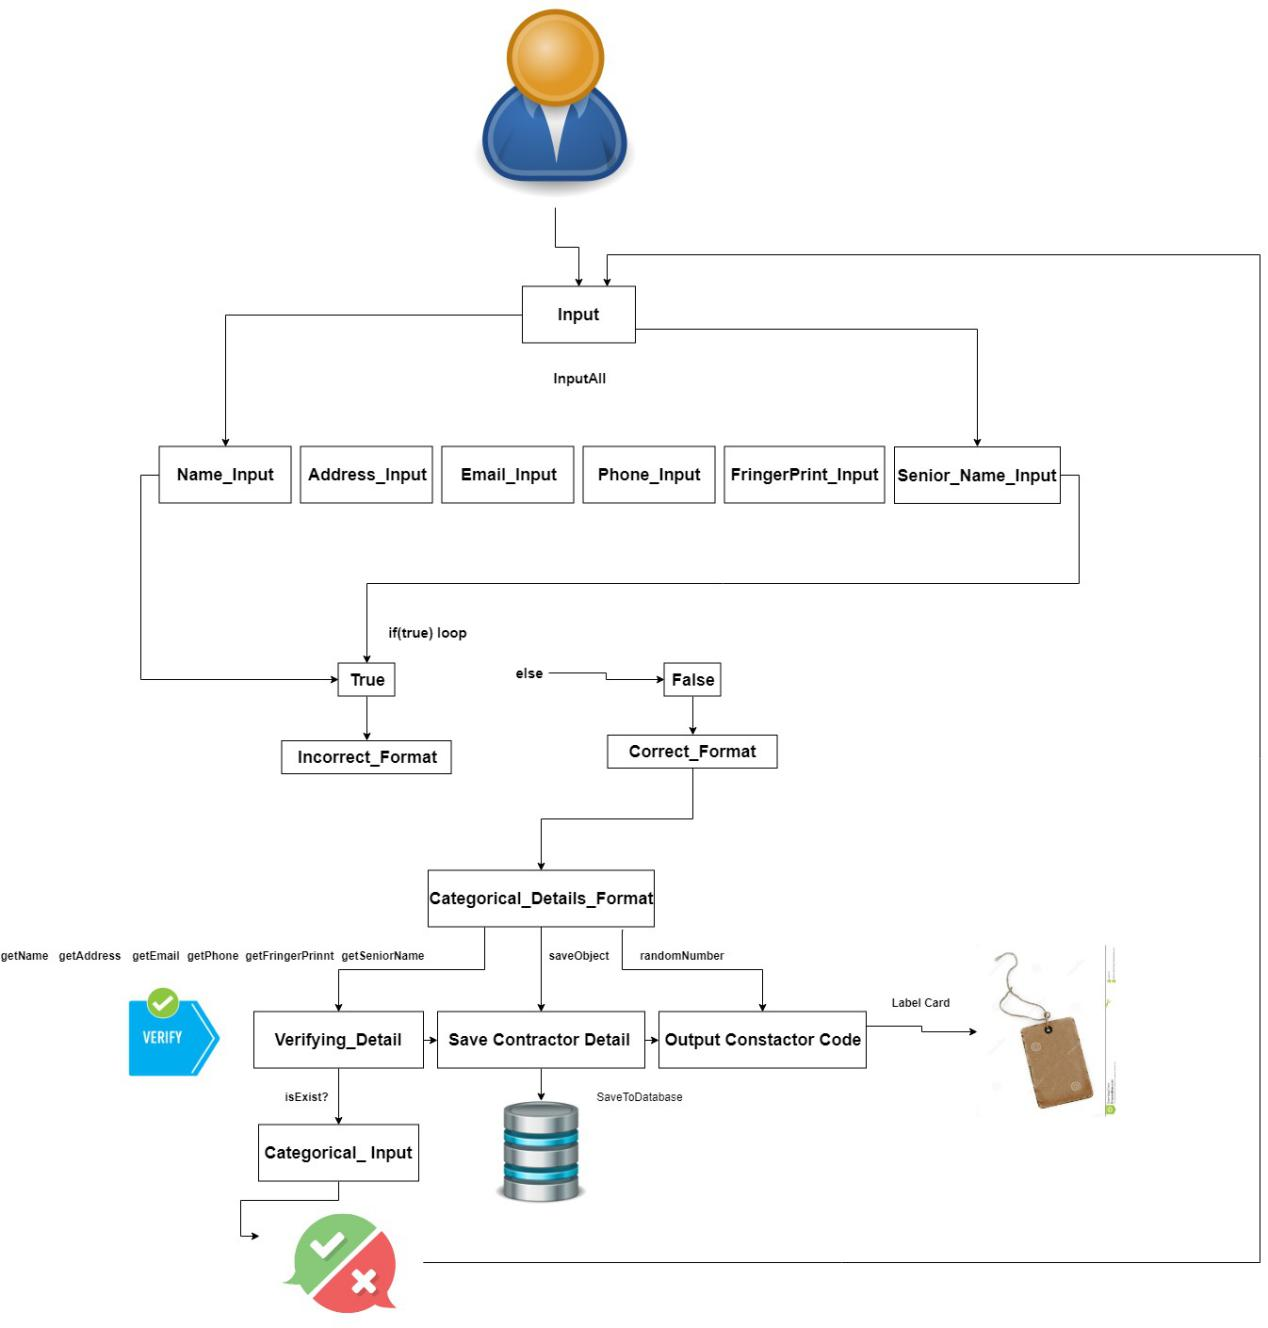 Input
InputAll
Name_Input
Address_Input
Email_Input
Phone_Input
FringerPrint_Input
Senior_Name_Input
if(true) loop
True
else
False
Incorrect_Format
Correct_Format
Categorical_Details_Format
getName getAddress getEmail getPhone getFringerPrinnt getSeniorName
saveObject
randomNumber
VERIFY
Verifying_Detail
Save Contractor Detail
Output Constactor Code
Label Card
isExist?
SaveToDatabase
Categorical_ Input